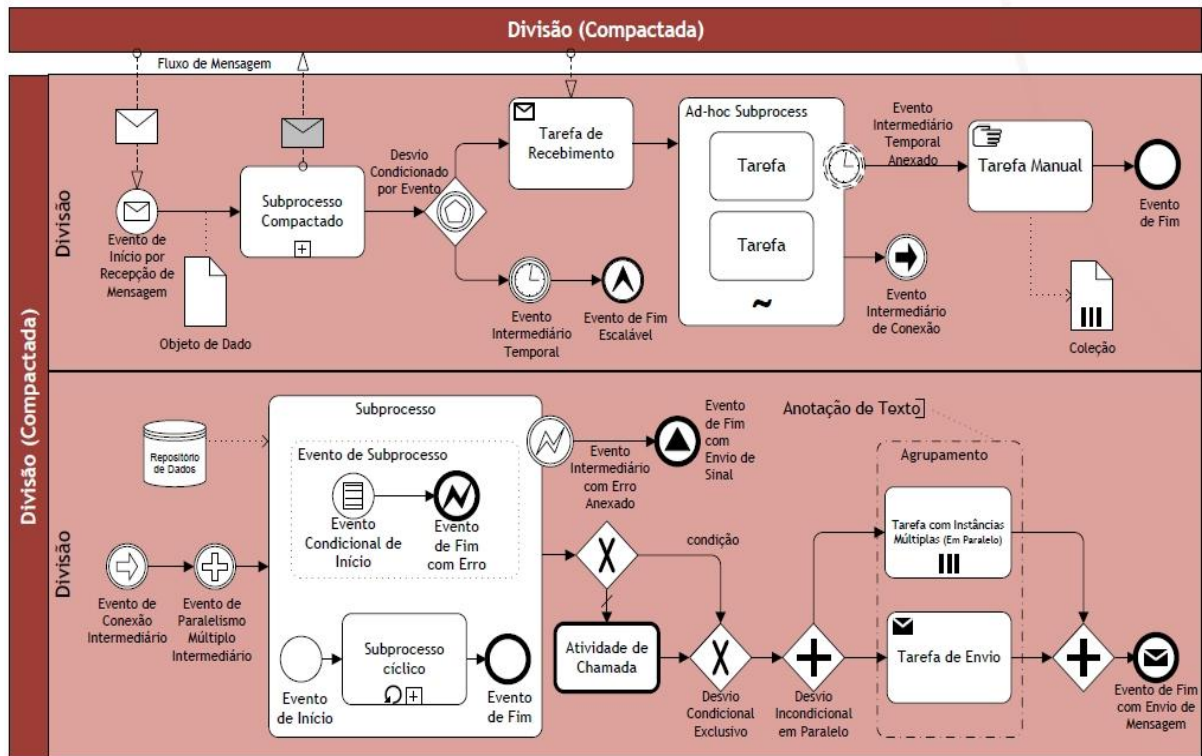 Divisão (Compactada)
Fluxo de Mensagem
Divisão (Compactada)
Divisão
Evento de
Início por
Recepção de
Mensagem
Objeto de Dado
Subprocesso
Compactado
Desvio
Condicionado
por Evento
Tarefa de
Recebimento
Evento
Intermediário
Temporal
Evento de Fim
Escalável
Ad-hoc Subprocess
Tarefa
Tarefa
Evento
Intermediário
Temporal
Anexado
Evento
Intermediário
de Conexão
Tarefa Manual
Evento
de Fim
Coleção
Divisão
Repositório
de Dados
Evento de
Conexão
Intermediário
Evento de
Paralelismo
Múltiplo
Intermediário
Subprocesso
Evento de Subprocesso
Evento
Condicional de
Início
Evento
de Fim
com Erro
Evento
de Início
Subprocesso
cíclico
Evento
de Fim
Evento
Intermediário
com Erro
Anexado
Evento
de Fim
com
Envio de
Sinal
condição
Atividade de
Chamada
Desvio
Condicional
Exclusivo
Desvio
Incondicional
em Paralelo
Anotação de Texto
Agrupamento
Tarefa com Instâncias
Múltiplas (Em Paralelo)
Tarefa de Envio
Evento de Fim
com Envio de
Mensagem